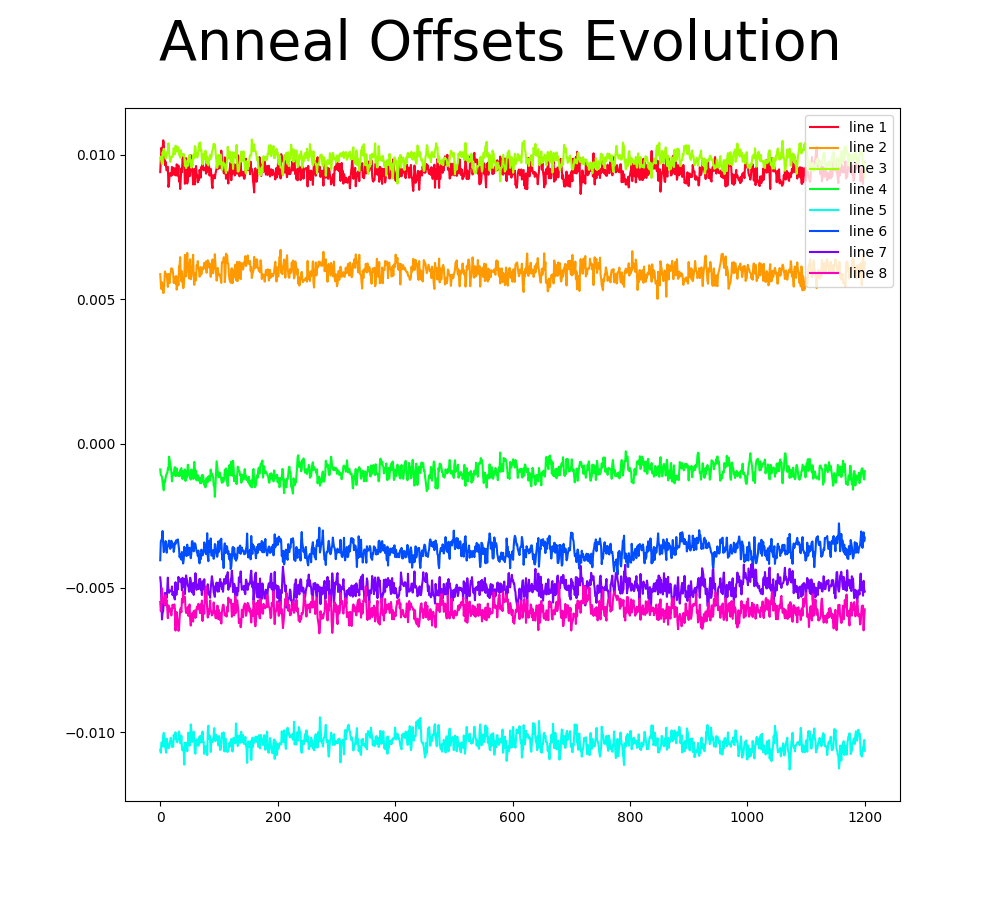 Anneal Offsets Evolution
line 1
line 2
line 3
line 4
line 5
line 6
line 7
line 8
0.010
0.005
0.000
−0.005
−0.010
0 200 400 600 800 1000 1200